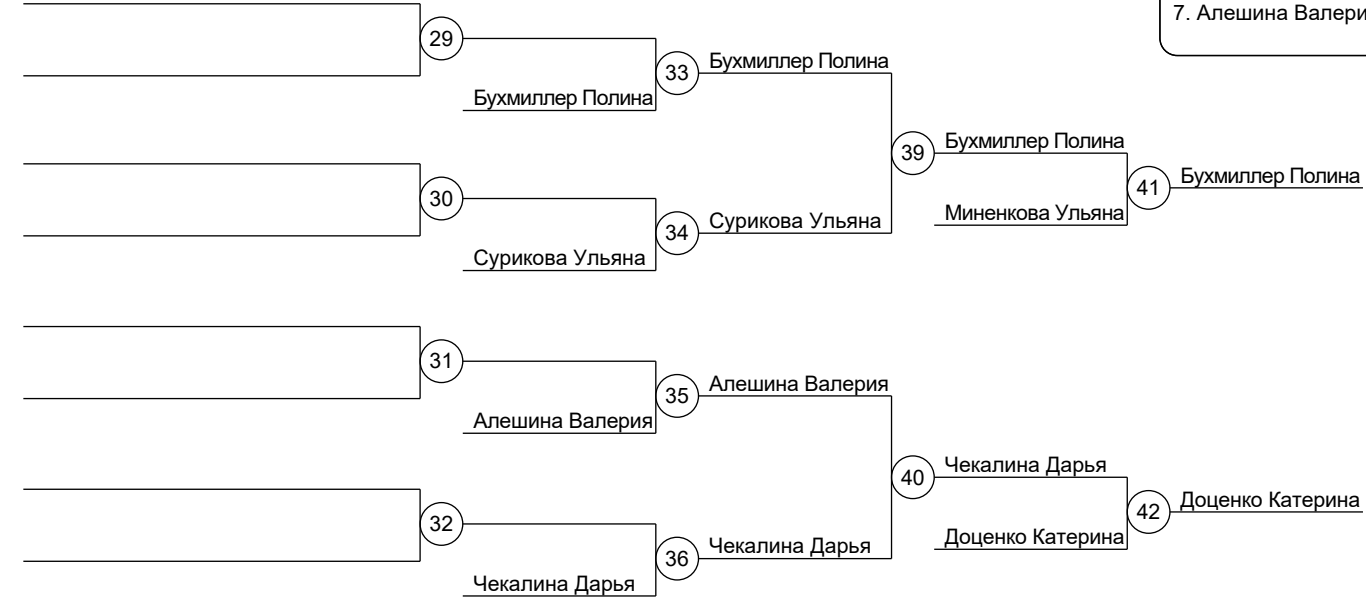 7. Алешина Валери
29
33
Бухмиллер Полина
Бухмиллер Полина
39
Бухмиллер Полина
41
Бухмиллер Полина
30
34
Сурикова Ульяна
Миненкова Ульяна
Сурикова Ульяна
31
35
Алешина Валерия
Алешина Валерия
40
Чекалина Дарья
42
Доценко Катерина
32
36
Чекалина Дарья
Доценко Катерина
Чекалина Дарья